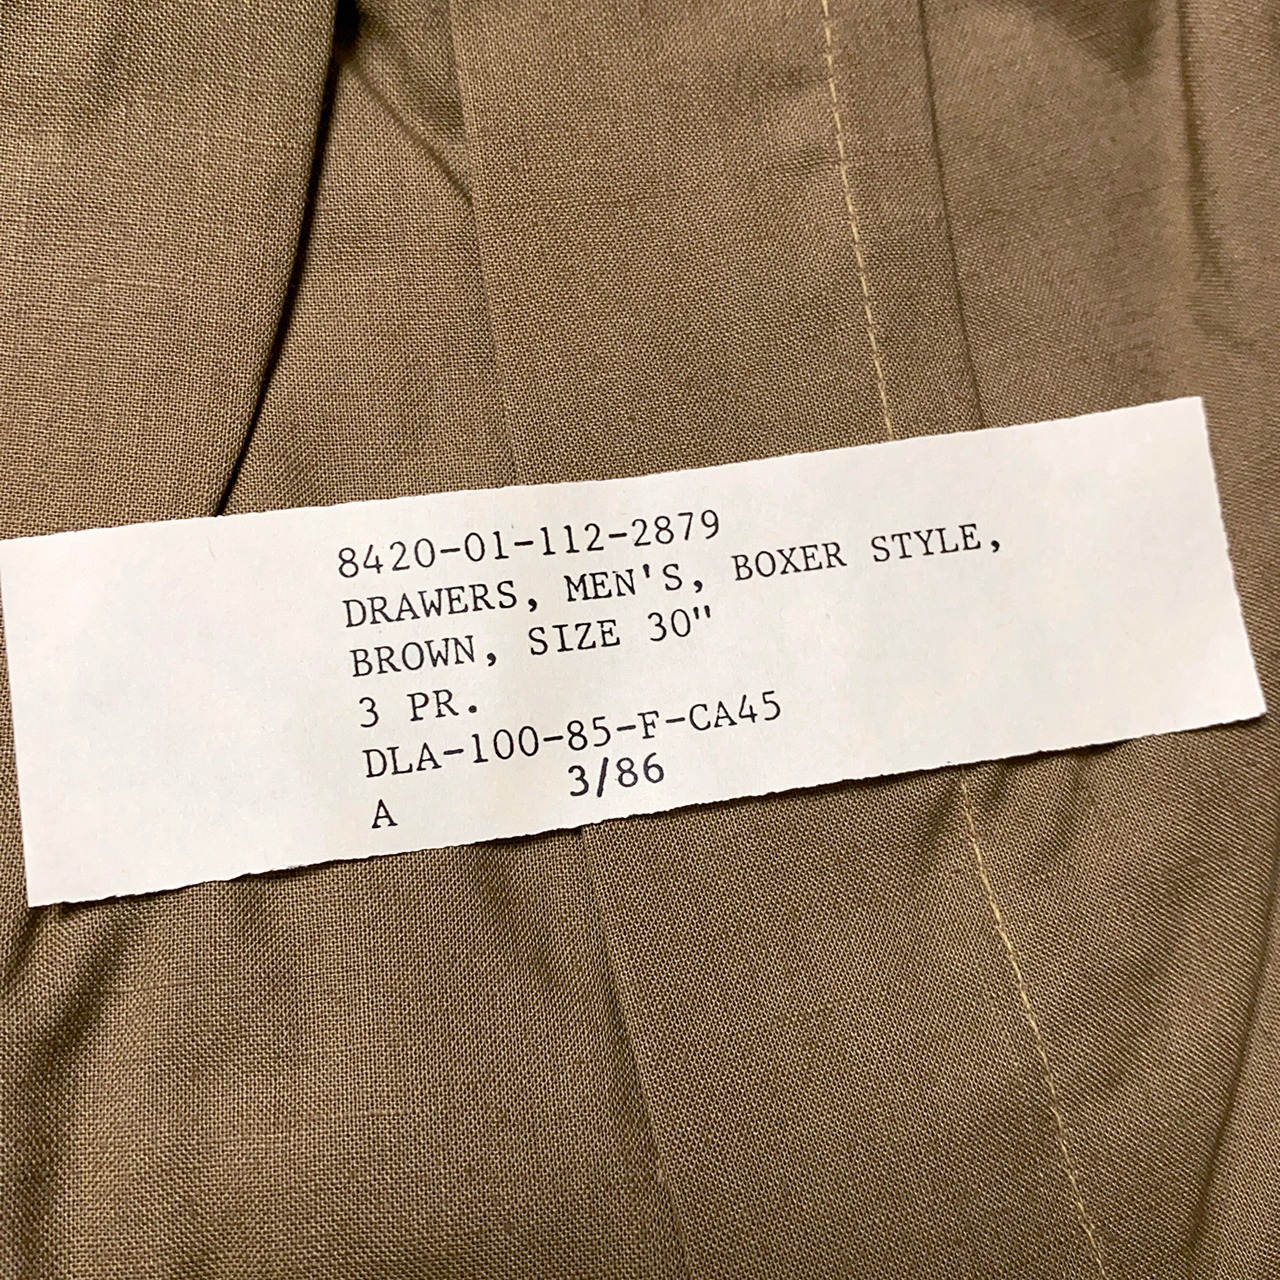 8420-01-112-2879
DRAWERS, MEN'S, BOXER STYLE,
BROWN, SIZE 30"
3 PR.
DLA-100-85-F-CA45
A 3/86